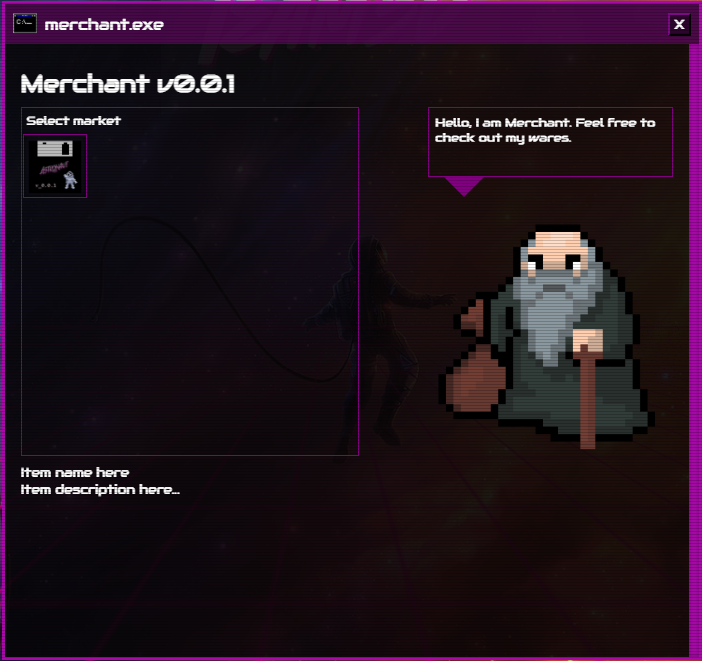 merchant.exe
X
Merchant v0.0.1
Select market
ASTRONAUT
v_0.0.1
Hello, I am Merchant. Feel free to
check out my wares.
Item name here
Item description here...